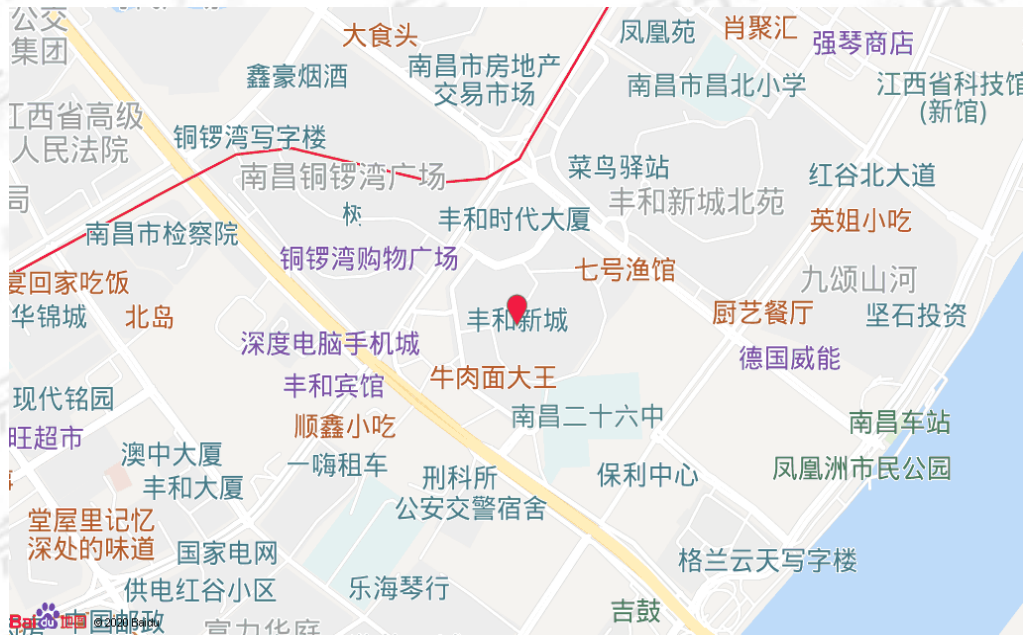 公交
集团
大食头
凤凰苑
肖聚汇
强琴商店
鑫豪烟酒
南昌市房地产
交易市场
南昌市昌北小学
江西省科技馆
(新馆)
江西省高级
人民法院
铜锣湾写字楼
南昌铜锣湾广场
菜鸟驿站
红谷北大道
局
丰和新城北苑
南昌市检察院
丰和时代大厦
英姐小吃
铜锣湾购物广场
七号渔馆
九颂山河
宴回家吃饭
华锦城
北岛
丰和新城
厨艺餐厅
坚石投资
深度电脑手机城
德国威能
丰和宾馆
牛肉面大王
现代铭园
顺鑫小吃
南昌二十六中
南昌车站
旺超市
澳中大厦
一嗨租车
刑科所
保利中心
凤凰洲市民公园
丰和大厦
公安交警宿舍
堂屋里记忆
深处的味道
国家电网
格兰云天写字楼
供电红谷小区
乐海琴行
吉鼓
中国邮政
富力华庭
Bai du 地图
© 2020 Baidu